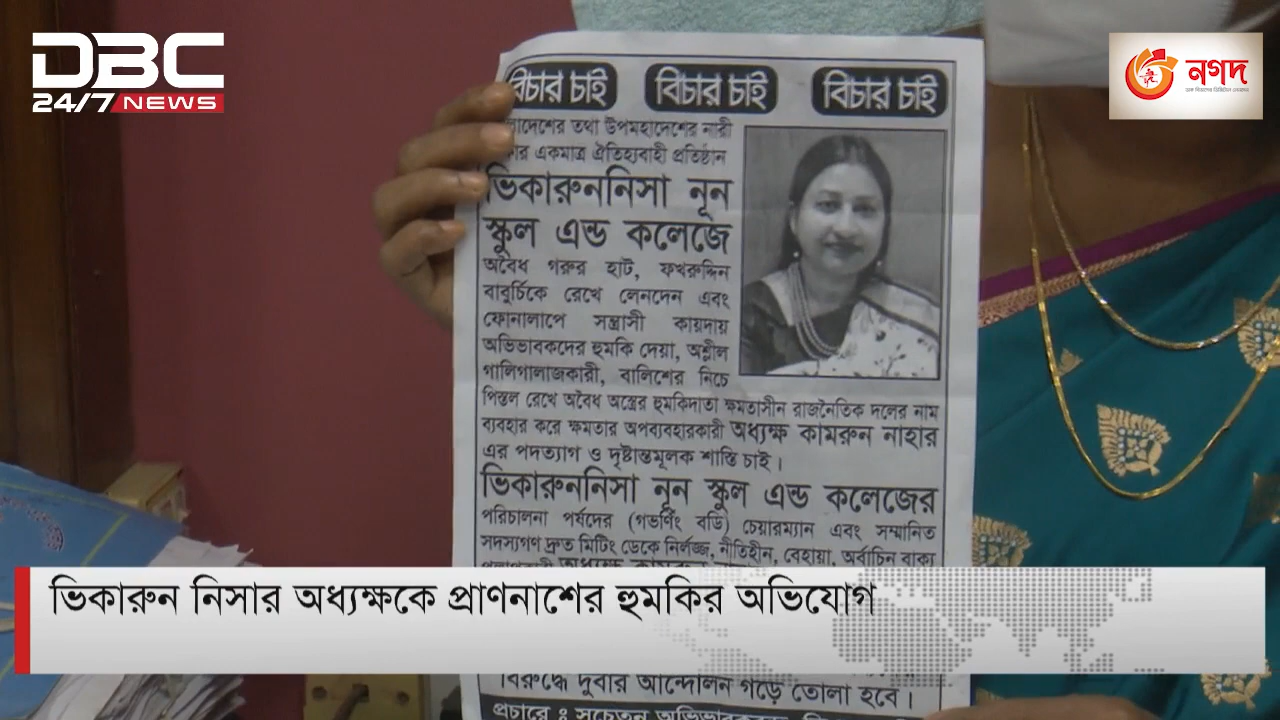 DBC
24/7 NEWS
নগদ
বিচার চাই বিচার চাই বিচার চাই
উপমহাদেশের নারী
একমাত্র ঐতিহ্যবাহী প্রতিষ্ঠান
ভিকারুননিসা নূন
স্কুল এন্ড কলেজে
অবৈধ গরুর হাট, ফখরুদ্দিন
বাবুর্চিকে রেখে লেনদেন এবং
ফোনালাপে সন্ত্রাসী কায়দায়
অভিভাবকদের হুমকি দেয়া, অশ্লীল
গালিগালাজকারী, বালিশের নিচে
পিস্তল রেখে অবৈধ অস্ত্রের হুমকিদাতা ক্ষমতাসীন রাজনৈতিক দলের নাম
ব্যবহার করে ক্ষমতার অপব্যবহারকারী অধ্যক্ষ কামরুন নাহার
এর পদত্যাগ ও দৃষ্টান্তমূলক শাস্তি চাই।
ভিকারুননিসা নূন স্কুল এন্ড কলেজের
পরিচালনা পর্ষদের (গভর্ণিং বডি) চেয়ারম্যান এবং সম্মানিত
সদস্যগণ দ্রুত মিটিং ডেকে নির্লজ্জ, নীতিহীন, বেহায়া, অর্বাচিন বাক্য
ভিকারুন নিসার অধ্যক্ষকে প্রাণনাশের হুমকির অভিযোগ
বিরুদ্ধে দুর্বার আন্দোলন গড়ে তোলা হবে।
প্রচারে : সচেতন